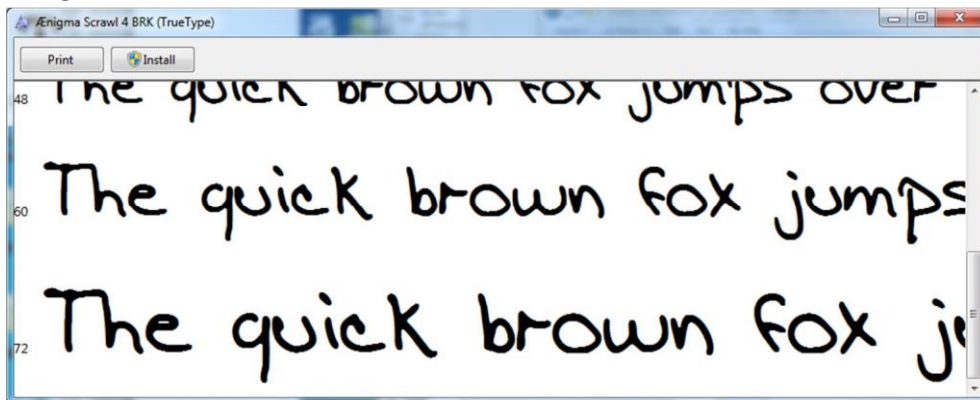 Ænigma Scrawl 4 BRK (TrueType)
Print Install
48 The quick brown fox jumps over
60 The quick brown fox jumps
72 The quick brown fox j